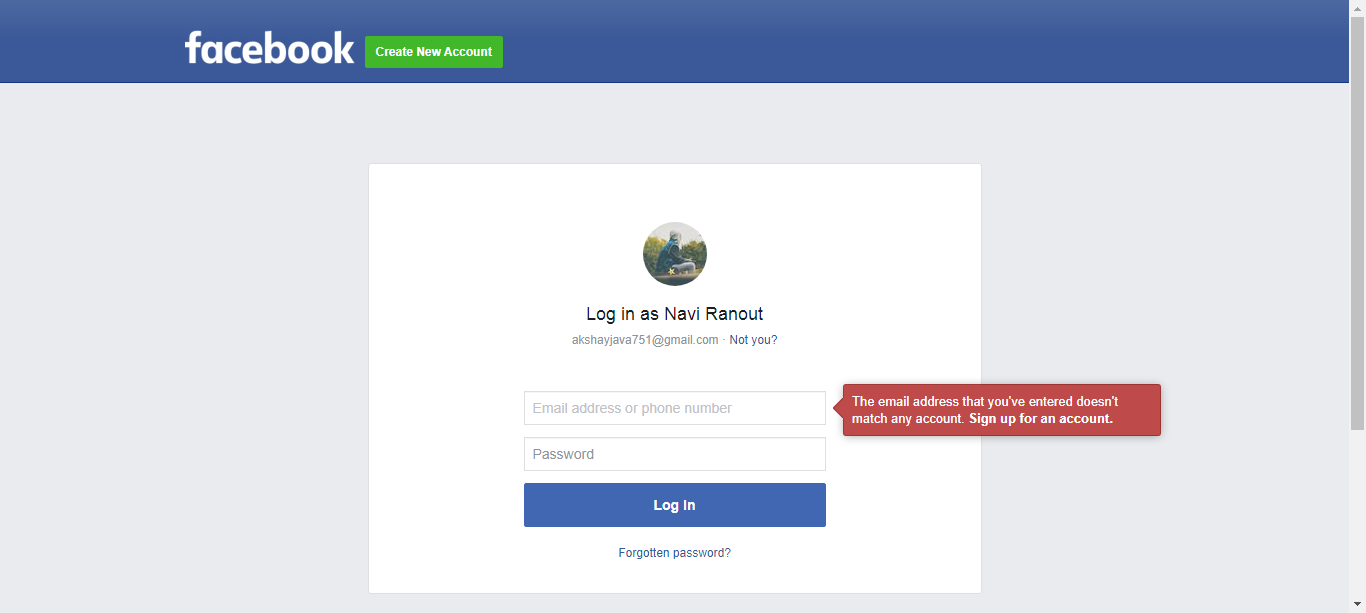 facebook
Create New Account
Log in as Navi Ranout
akshayjava751@gmail.com · Not you?
Email address or phone number
The email address that you've entered doesn't
match any account. Sign up for an account.
Password
Log In
Forgotten password?